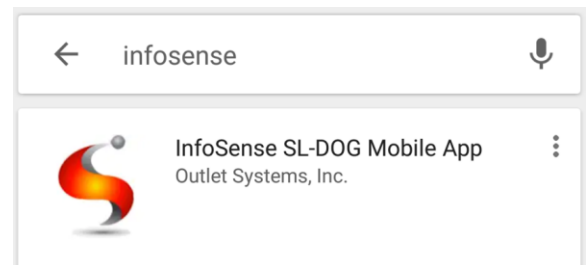 infosense
InfoSense SL-DOG Mobile App
Outlet Systems, Inc.